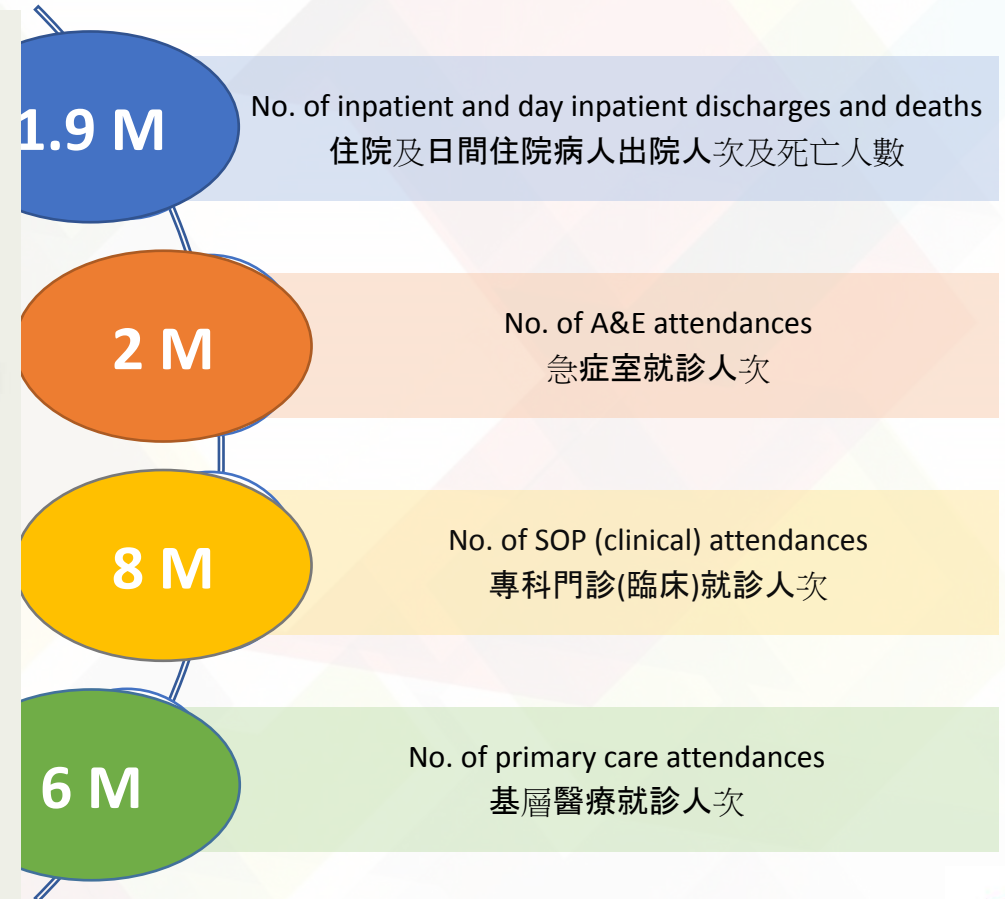 1.9 M
No. of inpatient and day inpatient discharges and deaths
住院及日間住院病人出院人次及死亡人數
2 M
No. of A&E attendances
急症室就診人次
8 M
No. of SOP (clinical) attendances
專科門診(臨床)就診人次
6 M
No. of primary care attendances
基層醫療就診人次